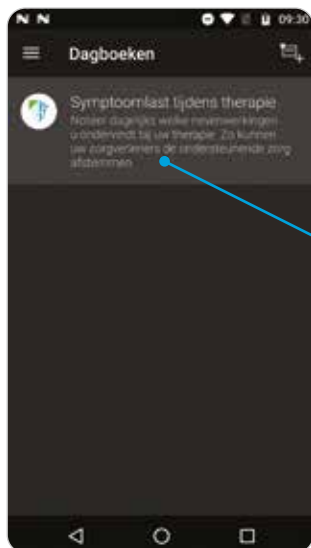 09:30
Dagboeken
Symptoomlast tijdens therapie
Noteer dagelijks welke nevenwerkingen
u ondervindt bij uw therapie. Zo kunnen
uw zorgverleners de ondersteunende zorg
afstemmen.